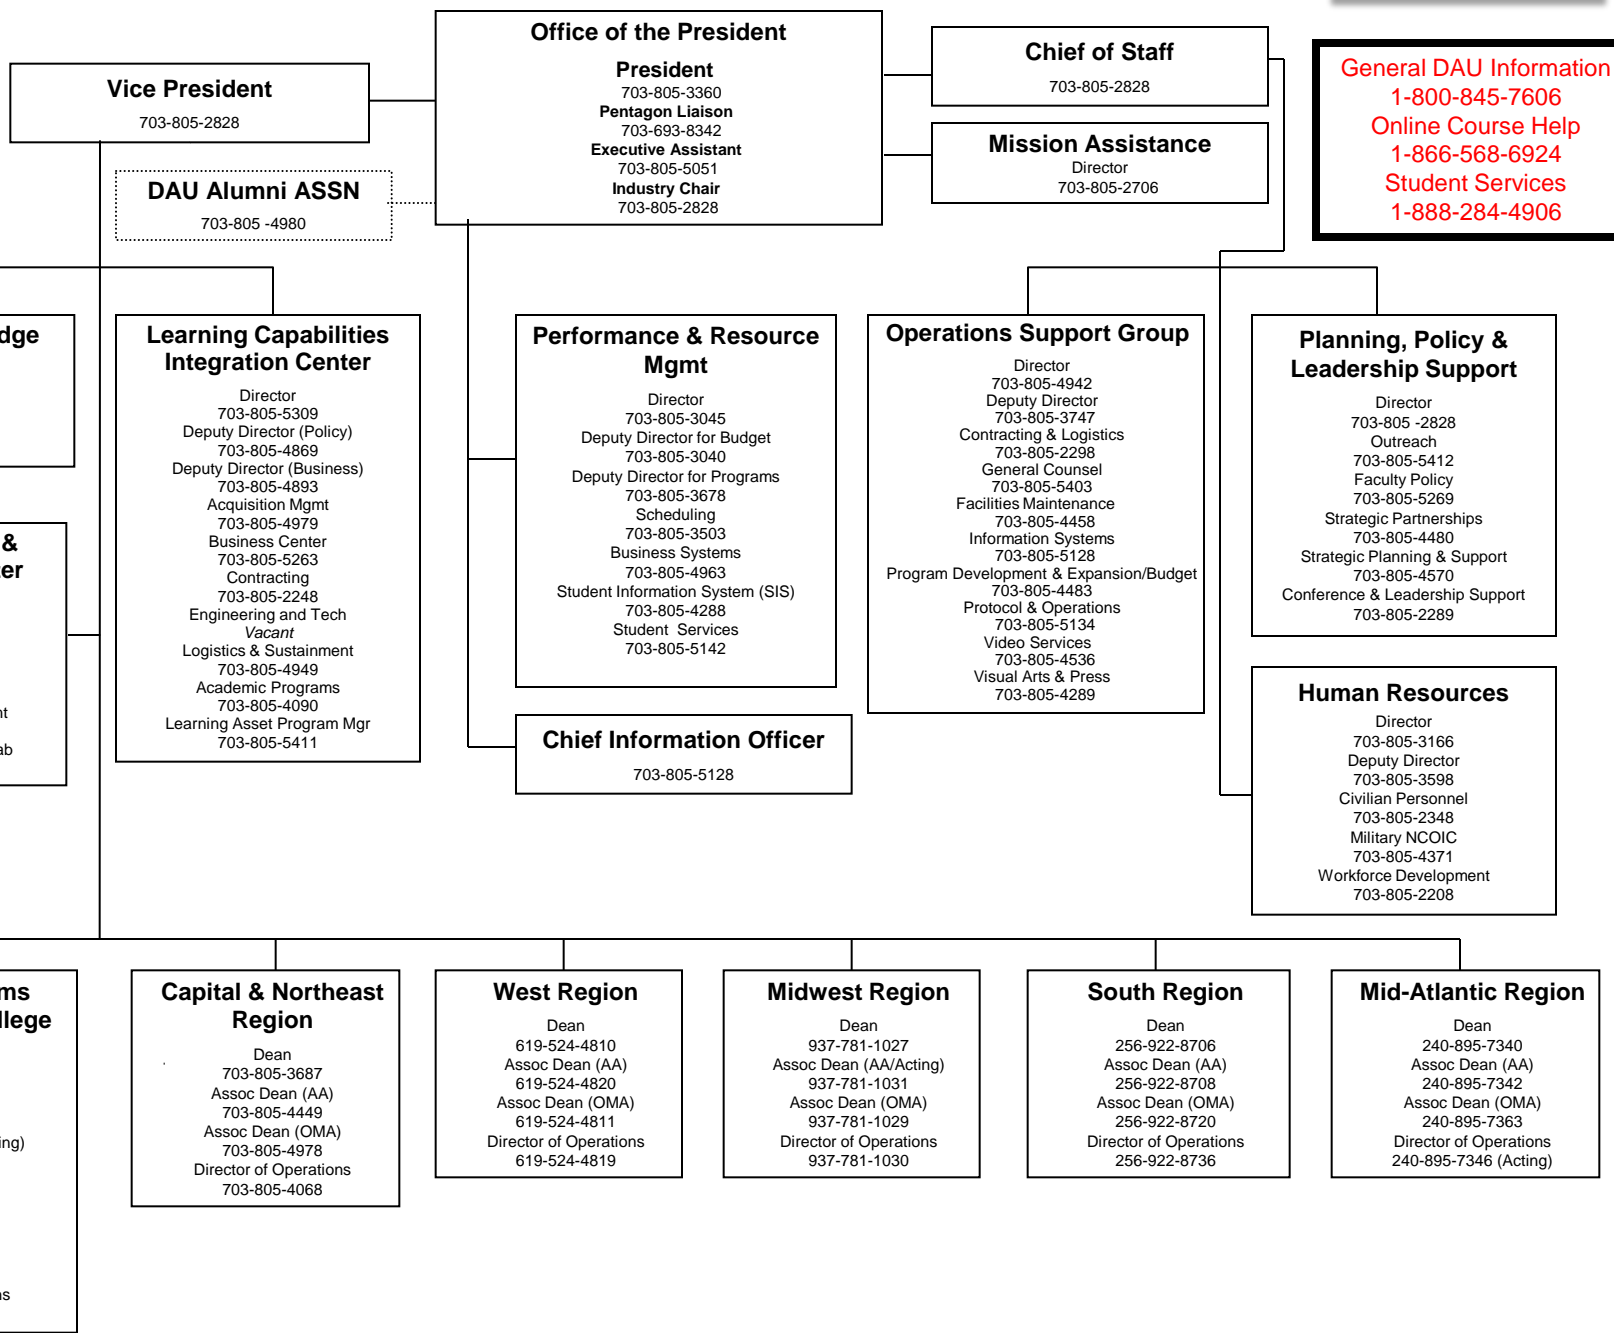 Office of the President
President
703-805-3360
Pentagon Liaison
703-693-8342
Executive Assistant
703-805-5051
Industry Chair
703-805-2828
Vice President
703-805-2828
DAU Alumni ASSN
703-805 -4980
Chief of Staff
703-805-2828
Mission Assistance
Director
703-805-2706
General DAU Information
1-800-845-7606
Online Course Help
1-866-568-6924
Student Services
1-888-284-4906
dge
&
ter
nt
ab
Learning Capabilities
Integration Center
Director
703-805-5309
Deputy Director (Policy)
703-805-4869
Deputy Director (Business)
703-805-4893
Acquisition Mgmt
703-805-4979
Business Center
703-805-5263
Contracting
703-805-2248
Engineering and Tech
Vacant
Logistics & Sustainment
703-805-4949
Academic Programs
703-805-4090
Learning Asset Program Mgr
703-805-5411
Performance & Resource
Mgmt
Director
703-805-3045
Deputy Director for Budget
703-805-3040
Deputy Director for Programs
703-805-3678
Scheduling
703-805-3503
Business Systems
703-805-4963
Student Information System (SIS)
703-805-4288
Student Services
703-805-5142
Chief Information Officer
703-805-5128
Operations Support Group
Director
703-805-4942
Deputy Director
703-805-3747
Contracting & Logistics
703-805-2298
General Counsel
703-805-5403
Facilities Maintenance
703-805-4458
Information Systems
703-805-5128
Program Development & Expansion/Budget
703-805-4483
Protocol & Operations
703-805-5134
Video Services
703-805-4536
Visual Arts & Press
703-805-4289
Planning, Policy &
Leadership Support
Director
703-805 -2828
Outreach
703-805-5412
Faculty Policy
703-805-5269
Strategic Partnerships
703-805-4480
Strategic Planning & Support
703-805-4570
Conference & Leadership Support
703-805-2289
Human Resources
Director
703-805-3166
Deputy Director
703-805-3598
Civilian Personnel
703-805-2348
Military NCOIC
703-805-4371
Workforce Development
703-805-2208
ms
llege
ing)
ns
Capital & Northeast
Region
Dean
703-805-3687
Assoc Dean (AA)
703-805-4449
Assoc Dean (OMA)
703-805-4978
Director of Operations
703-805-4068
West Region
Dean
619-524-4810
Assoc Dean (AA)
619-524-4820
Assoc Dean (OMA)
619-524-4811
Director of Operations
619-524-4819
Midwest Region
Dean
937-781-1027
Assoc Dean (AA/Acting)
937-781-1031
Assoc Dean (OMA)
937-781-1029
Director of Operations
937-781-1030
South Region
Dean
256-922-8706
Assoc Dean (AA)
256-922-8708
Assoc Dean (OMA)
256-922-8720
Director of Operations
256-922-8736
Mid-Atlantic Region
Dean
240-895-7340
Assoc Dean (AA)
240-895-7342
Assoc Dean (OMA)
240-895-7363
Director of Operations
240-895-7346 (Acting)